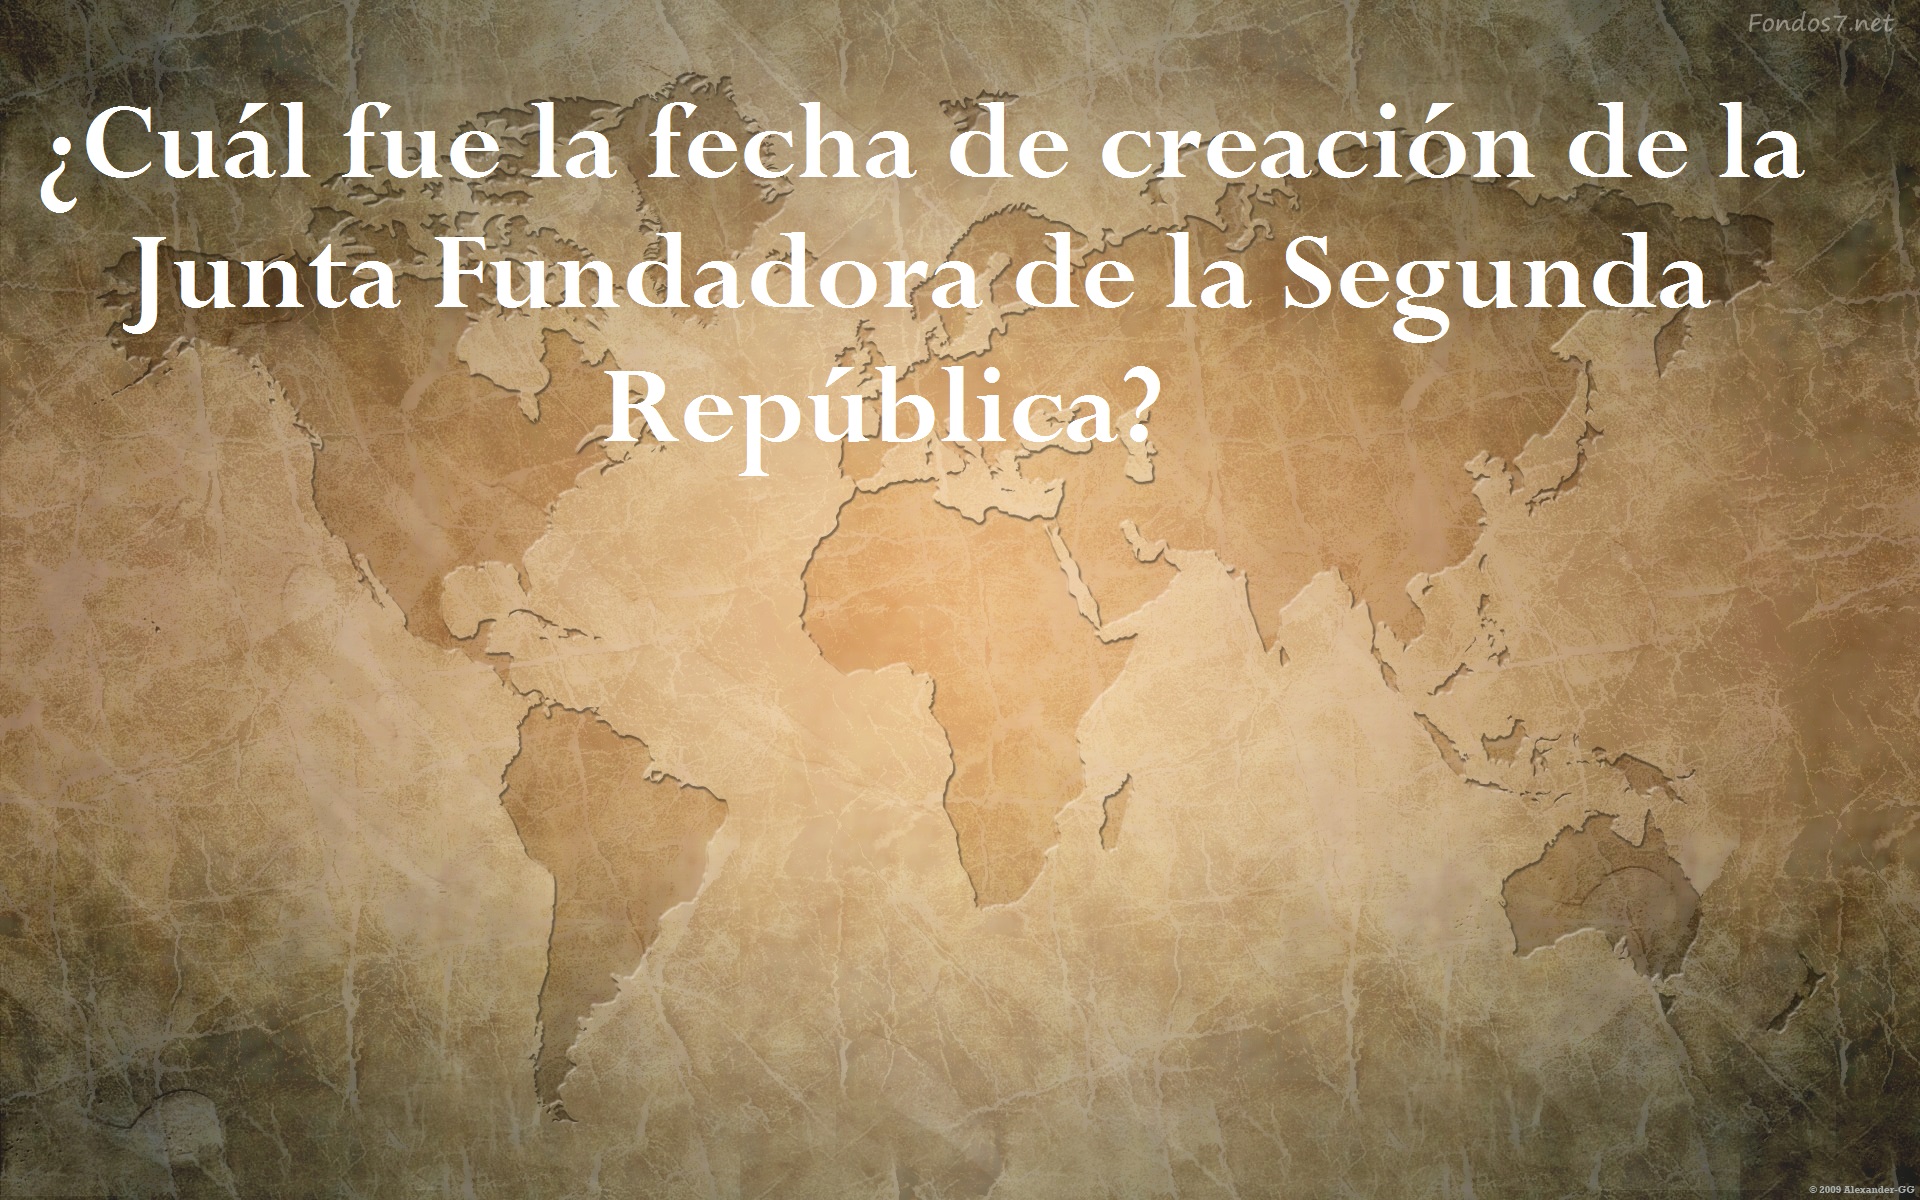 Fondos7.net
¿Cuál fue la fecha de creación de la
Junta Fundadora de la Segunda
República?
© 2009 Alexander-GG